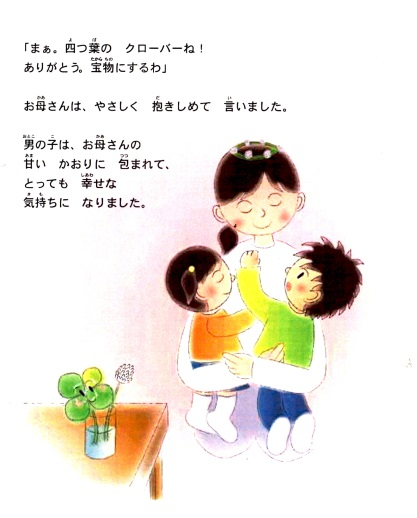 「まぁ。四つ葉の　クローバーね！
ありがとう。宝物にするわ」
お母さんは、やさしく　抱きしめて　言いました。
男の子は、お母さんの
甘い　かおりに　包まれて、
とっても　幸せな
気持ちに　なりました。